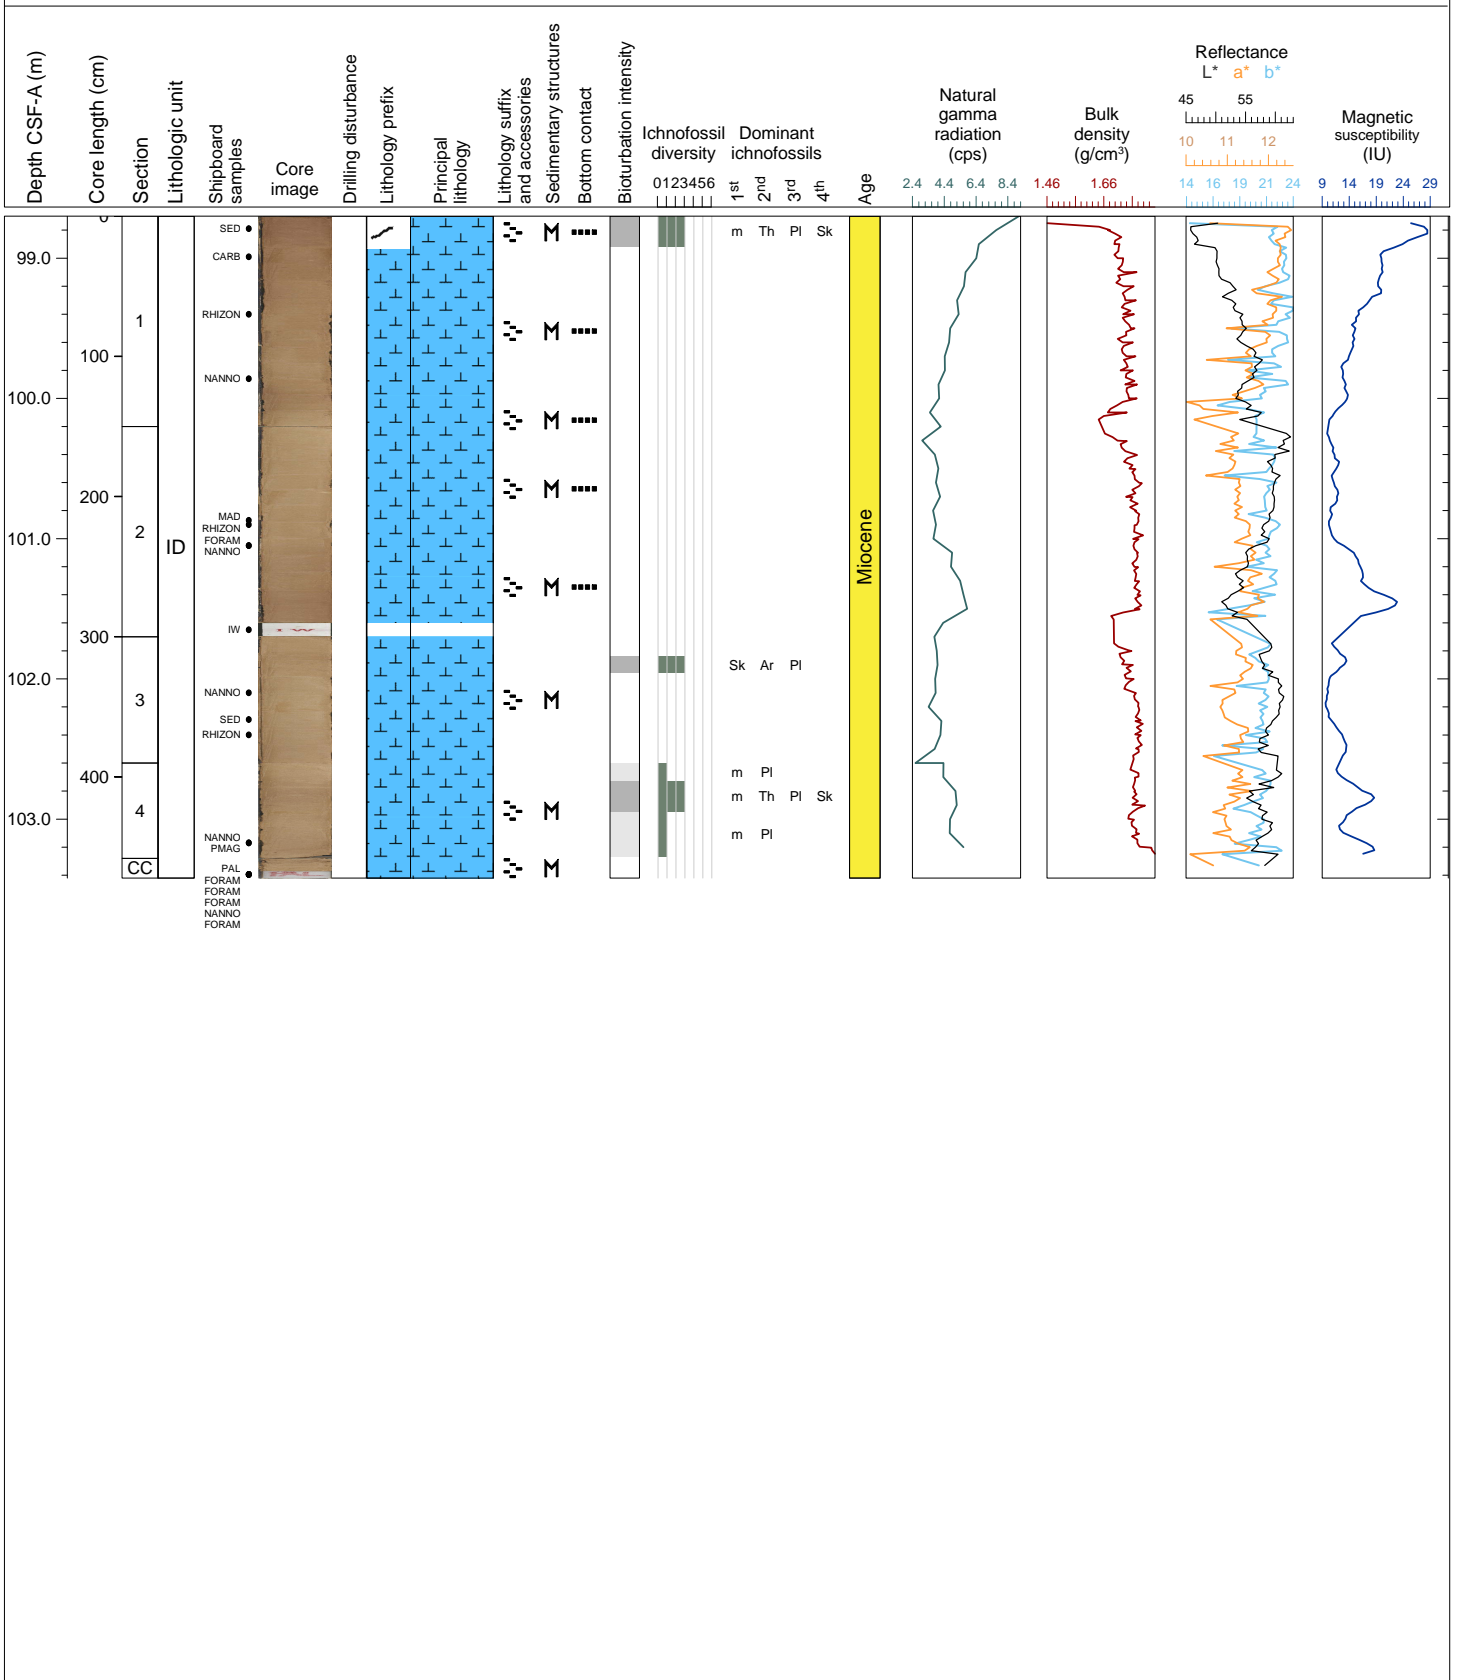 Depth CSF-A (m)
Core length (cm)
Section
Lithologic unit
Shipboard
samples
Core
image
Drilling disturbance
Lithology prefix
Principal
lithology
Lithology suffix
and accessories
Sedimentary structures
Bottom contact
Bioturbation intensity
Ichnofossil
diversity
0123456
Dominant
ichnofossils
1st 2nd 3rd 4th
Age
Natural
gamma
radiation
(cps)
2.4 4.4 6.4 8.4
Bulk
density
(g/cm³)
1.46 1.66
Reflectance
L* a* b*
45 55
10 11 12
14 16 19 21 24
Magnetic
susceptibility
(IU)
9 14 19 24 29
0
99.0
100
100.0
200
101.0
300
102.0
400
103.0
1
2
3
4
CC
ID
SED
CARB
RHIZON
NANNO
MAD
RHIZON
FORAM
NANNO
IW
NANNO
SED
RHIZON
NANNO
PMAG
PAL
FORAM
FORAM
FORAM
NANNO
FORAM
I W
M
M
M
M
M
M
M
M
m Th Pl Sk
Sk Ar Pl
m Pl
m Th Pl Sk
m Pl
Miocene